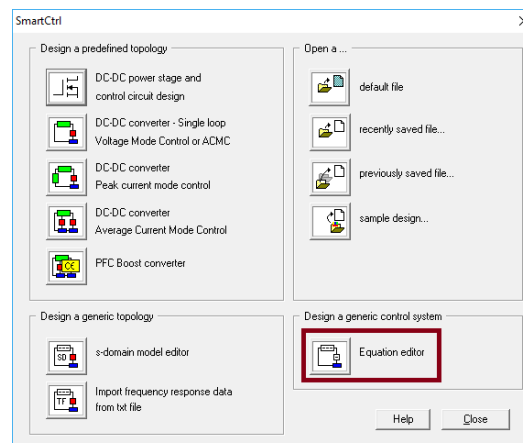 SmartCtrl
Design a predefined topology
DC-DC power stage and
control circuit design
DC-DC converter - Single loop
Voltage Mode Control or ACMC
DC-DC converter
Peak current mode control
DC-DC converter
Average Current Mode Control
CE
PFC Boost converter
Open a ...
default file
recently saved file...
previously saved file...
sample design...
Design a generic topology
SD
s-domain model editor
TF
Import frequency response data
from txt file
Design a generic control system
Equation editor
Help
Close